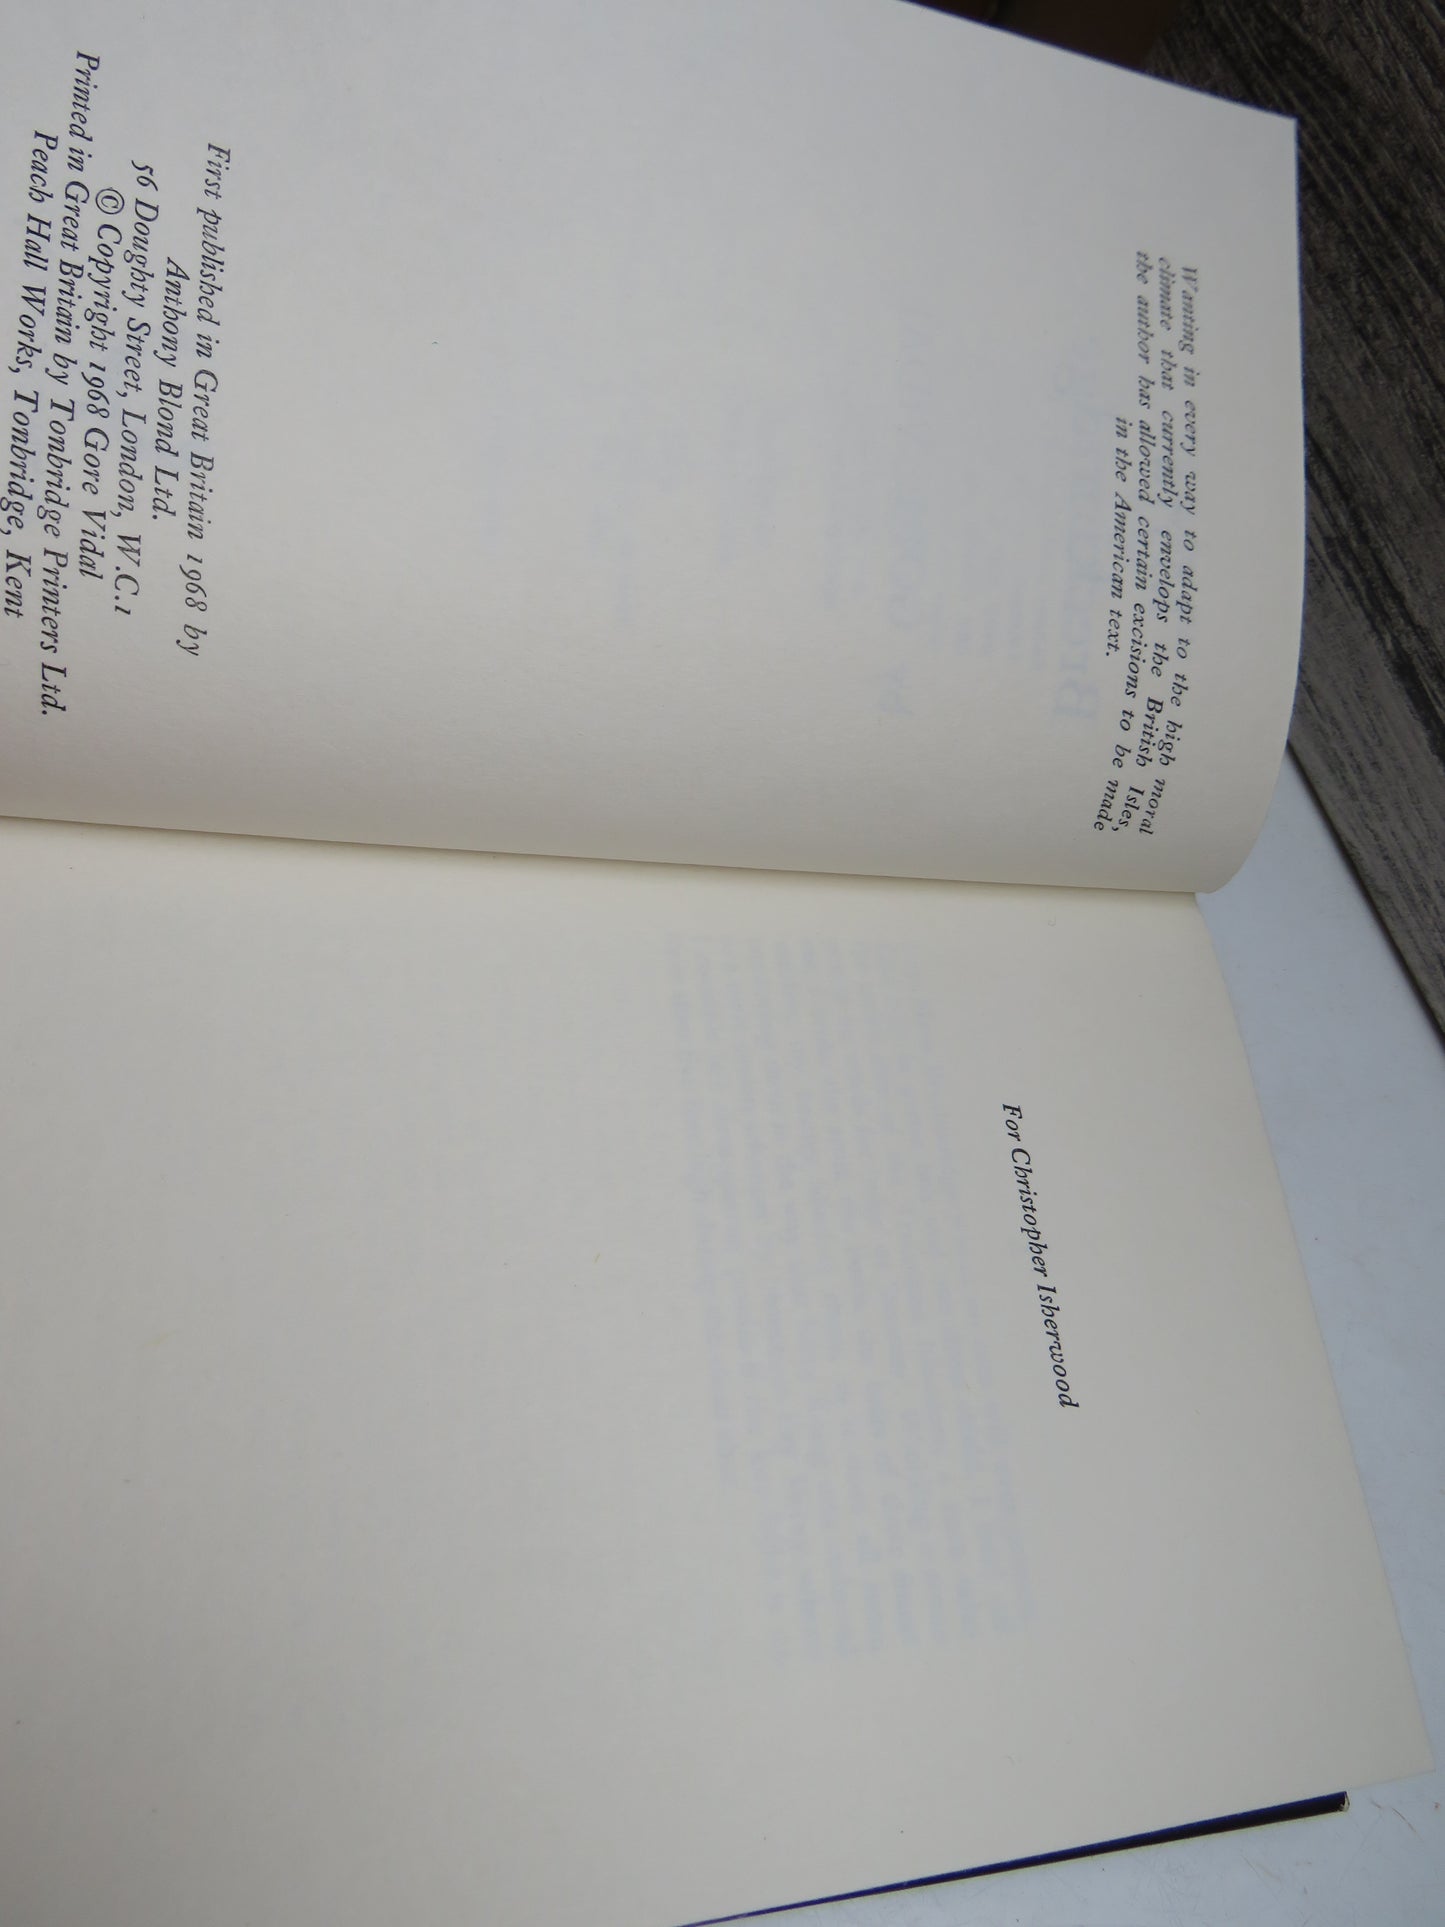 Wanting in every way to adapt to the high moral
climate that currently envelops the British Isles,
the author has allowed certain excisions to be made
in the American text.
First published in Great Britain 1968 by
Anthony Blond Ltd.
56 Doughty Street, London, W.C.1
© Copyright 1968 Gore Vidal
Printed in Great Britain by Tonbridge Printers Ltd.
Peach Hall Works, Tonbridge, Kent
For Christopher Isherwood